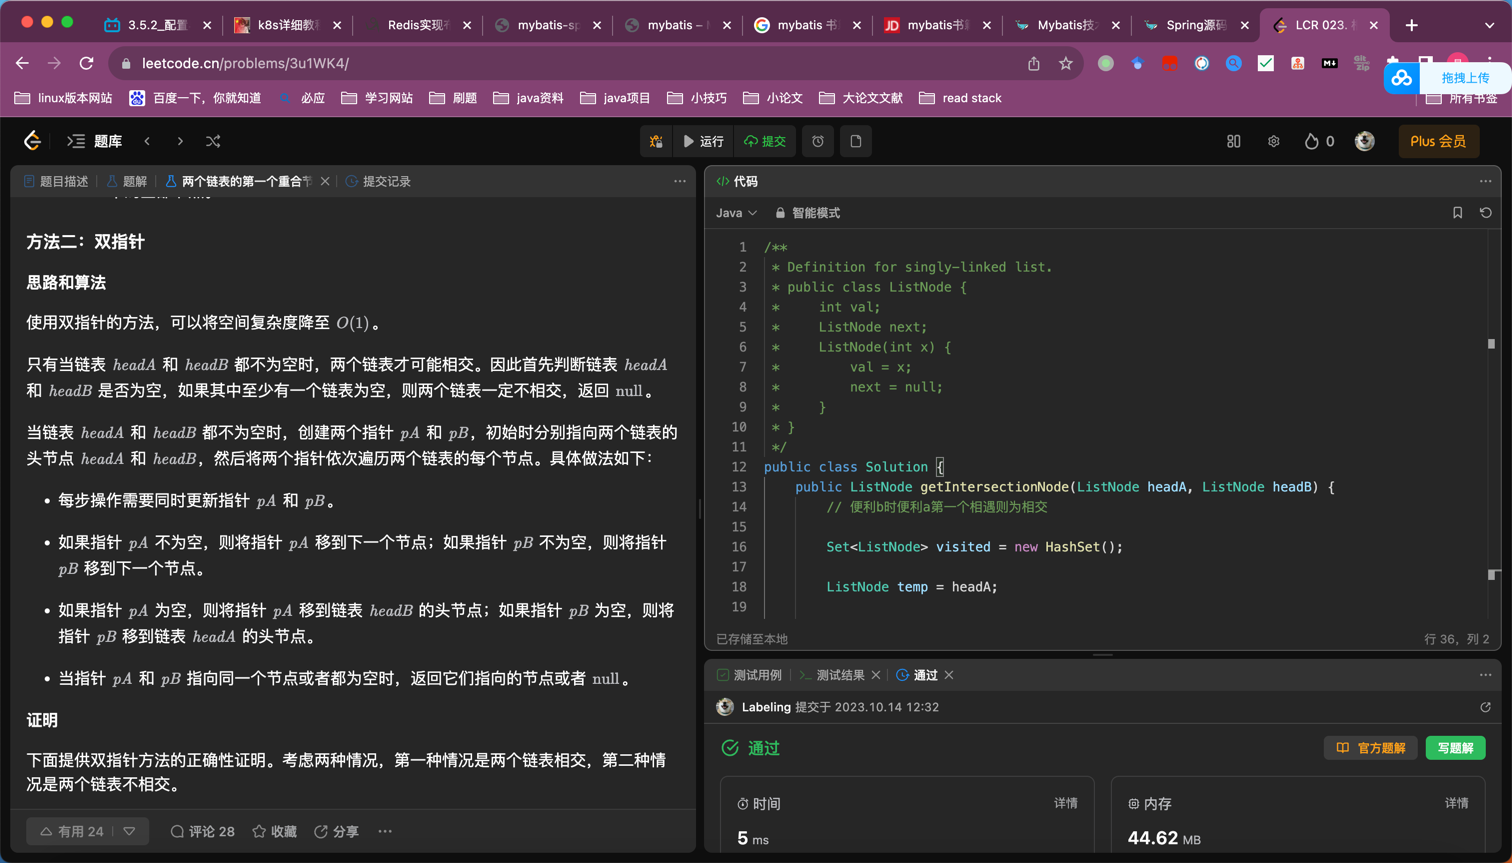 3.5.2_配置
k8s详细教程
Redis实现
mybatis-sp
mybatis –
mybatis 书
mybatis书
Mybatis技
Spring源码
LCR 023.
leetcode.cn/problems/3u1WK4/
拖拽上传
linux版本网站
百度一下，你就知道
必应
学习网站
刷题
java资料
java项目
小技巧
小论文
大论文文献
read stack
所有书签
题库
运行
提交
0
Plus 会员
题目描述
题解
两个链表的第一个重合节
提交记录
方法二：双指针
思路和算法
使用双指针的方法，可以将空间复杂度降至 O(1)。
只有当链表 headA 和 headB 都不为空时，两个链表才可能相交。因此首先判断链表 headA
和 headB 是否为空，如果其中至少有一个链表为空，则两个链表一定不相交，返回 null。
当链表 headA 和 headB 都不为空时，创建两个指针 pA 和 pB，初始时分别指向两个链表的
头节点 headA 和 headB，然后将两个指针依次遍历两个链表的每个节点。具体做法如下：
• 每步操作需要同时更新指针 pA 和 pB。
• 如果指针 pA 不为空，则将指针 pA 移到下一个节点；如果指针 pB 不为空，则将指针
pB 移到下一个节点。
• 如果指针 pA 为空，则将指针 pA 移到链表 headB 的头节点；如果指针 pB 为空，则将
指针 pB 移到链表 headA 的头节点。
• 当指针 pA 和 pB 指向同一个节点或者都为空时，返回它们指向的节点或者 null。
证明
下面提供双指针方法的正确性证明。考虑两种情况，第一种情况是两个链表相交，第二种情
况是两个链表不相交。
有用 24
评论 28
收藏
分享
代码
Java
智能模式
1 /**
2 * Definition for singly-linked list.
3 * public class ListNode {
4 * int val;
5 * ListNode next;
6 * ListNode(int x) {
7 * val = x;
8 * next = null;
9 * }
10 * }
11 */
12 public class Solution {
13 public ListNode getIntersectionNode(ListNode headA, ListNode headB) {
14 // 便利b时便利a第一个相遇则为相交
15
16 Set<ListNode> visited = new HashSet();
17
18 ListNode temp = headA;
19
已存储至本地
行 36，列 2
测试用例
测试结果
通过
Labeling 提交于 2023.10.14 12:32
通过
官方题解
写题解
时间
详情
5 ms
内存
详情
44.62 MB